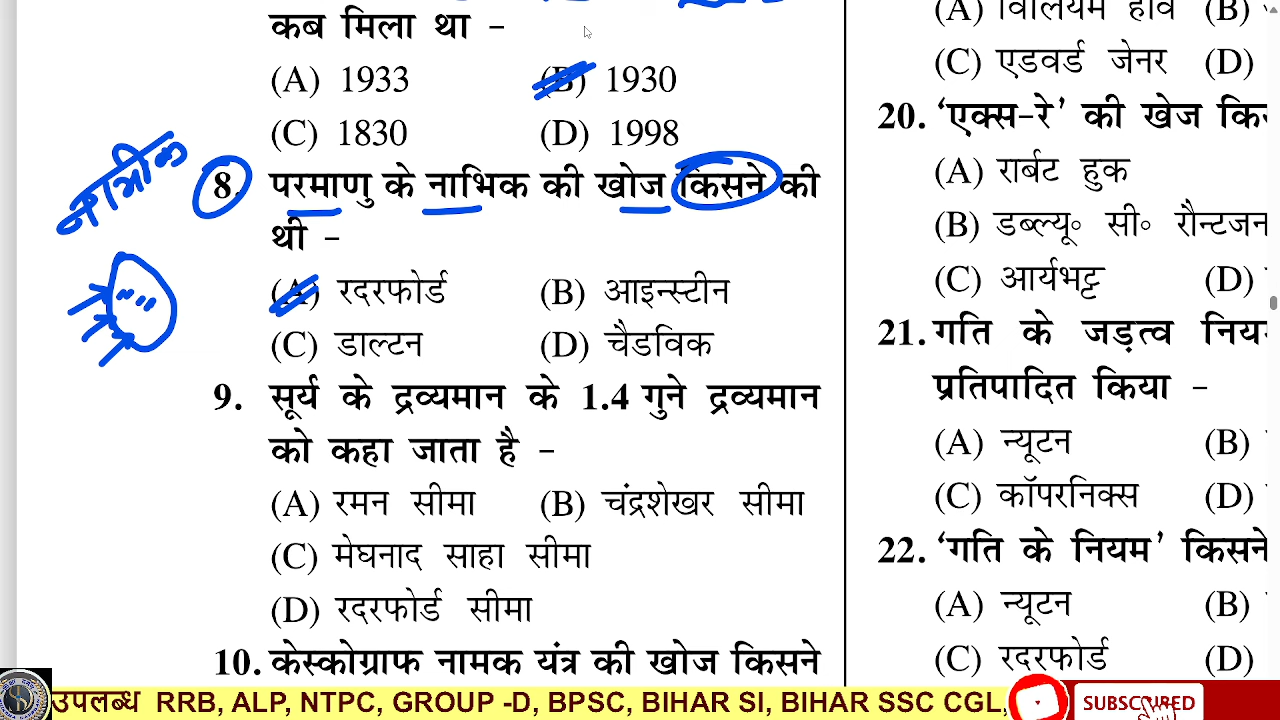 कब मिला था -
(A) 1933 (B) 1930
(C) 1830 (D) 1998
8. परमाणु के नाभिक की खोज किसने की
थी -
(A) रदरफोर्ड (B) आइन्स्टीन
(C) डाल्टन (D) चैडविक
9. सूर्य के द्रव्यमान के 1.4 गुने द्रव्यमान
को कहा जाता है -
(A) रमन सीमा (B) चंद्रशेखर सीमा
(C) मेघनाद साहा सीमा
(D) रदरफोर्ड सीमा
10. केस्कोग्राफ नामक यंत्र की खोज किसने
(A) विलियम हार्वे (B)
(C) एडवर्ड जेनर (D)
20. ‘एक्स-रे’ की खेज
(A) रार्बट हुक
(B) डब्ल्यू॰ सी॰ रौन्टजन
(C) आर्यभट्ट (D)
21. गति के जड़त्व
प्रतिपादित किया -
(A) न्यूटन (B)
(C) कॉपरनिक्स (D)
22. ‘गति के नियम’ किसने
(A) न्यूटन (B)
(C) रदरफोर्ड (D)
उपलब्ध RRB, ALP, NTPC, GROUP -D, BPSC, BIHAR SI, BIHAR SSC CGL,
SUBSCRIBED